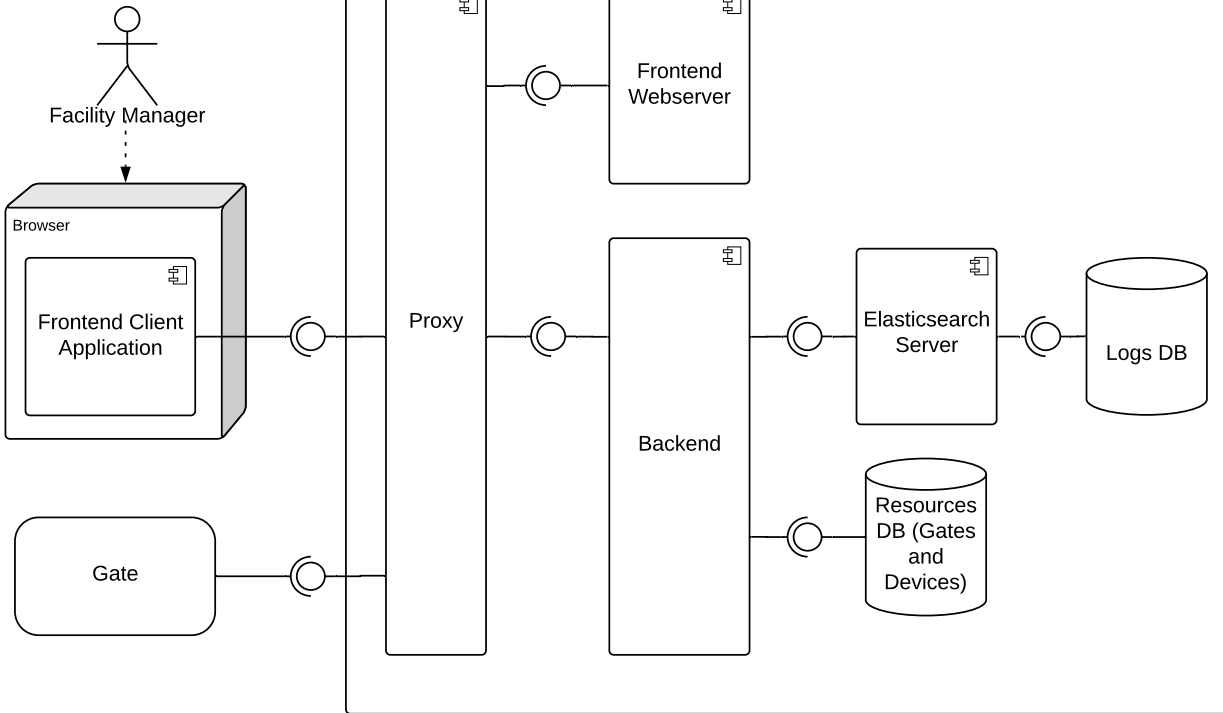 Facility Manager
Frontend
Webserver
Browser
Frontend Client
Application
Proxy
Elasticsearch
Server
Logs DB
Backend
Resources
DB (Gates
and
Devices)
Gate